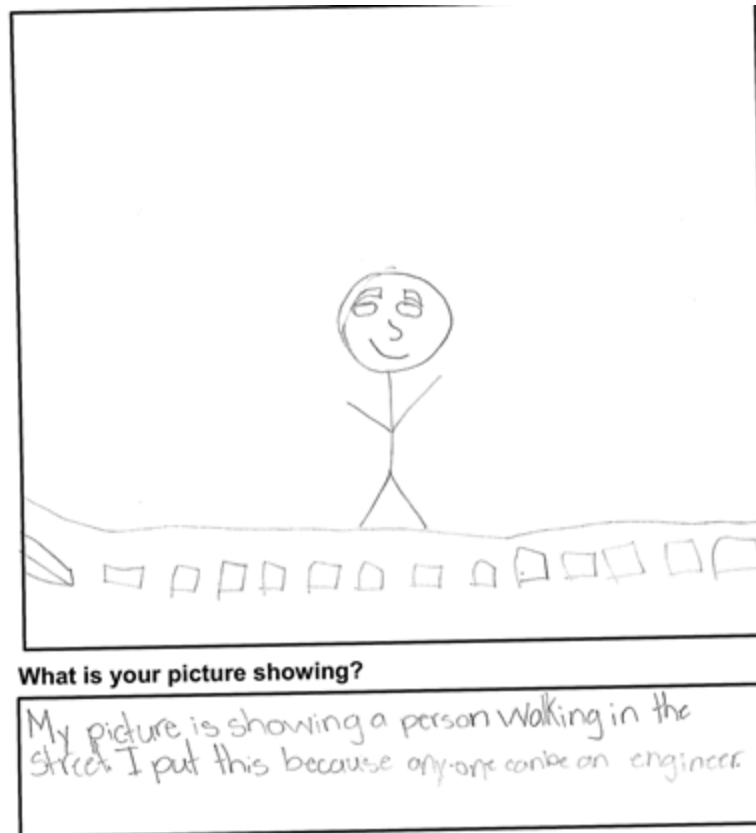 What is your picture showing?
My picture is showing a person walking in the
street. I put this because any-one can be an engineer.